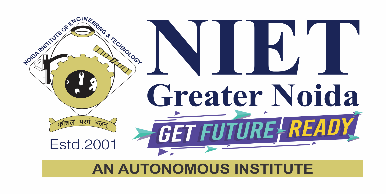 NOIDA INSTITUTE OF ENGINEERING & TECHNOLOGY
Estd.2001
NIET
Greater Noida
GET FUTURE READY
AN AUTONOMOUS INSTITUTE